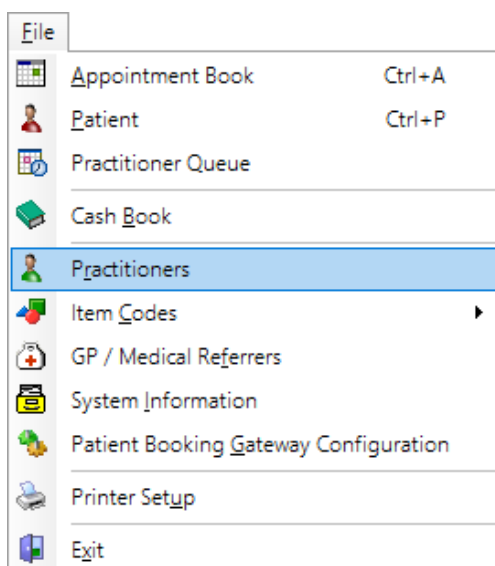 File
Appointment Book Ctrl+A
Patient Ctrl+P
Practitioner Queue
Cash Book
Practitioners
Item Codes
GP / Medical Referrers
System Information
Patient Booking Gateway Configuration
Printer Setup
Exit